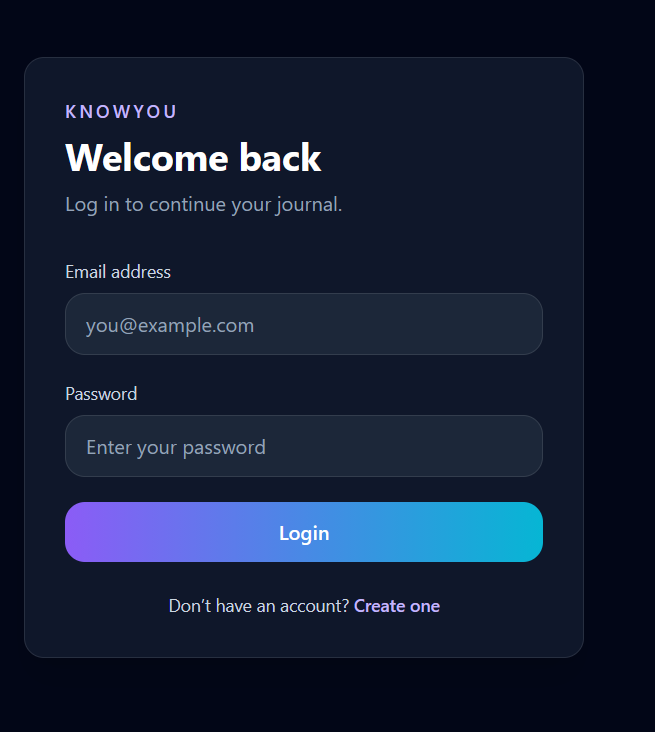 KNOWYOU
Welcome back
Log in to continue your journal.
Email address
you@example.com
Password
Enter your password
Login
Don’t have an account? Create one